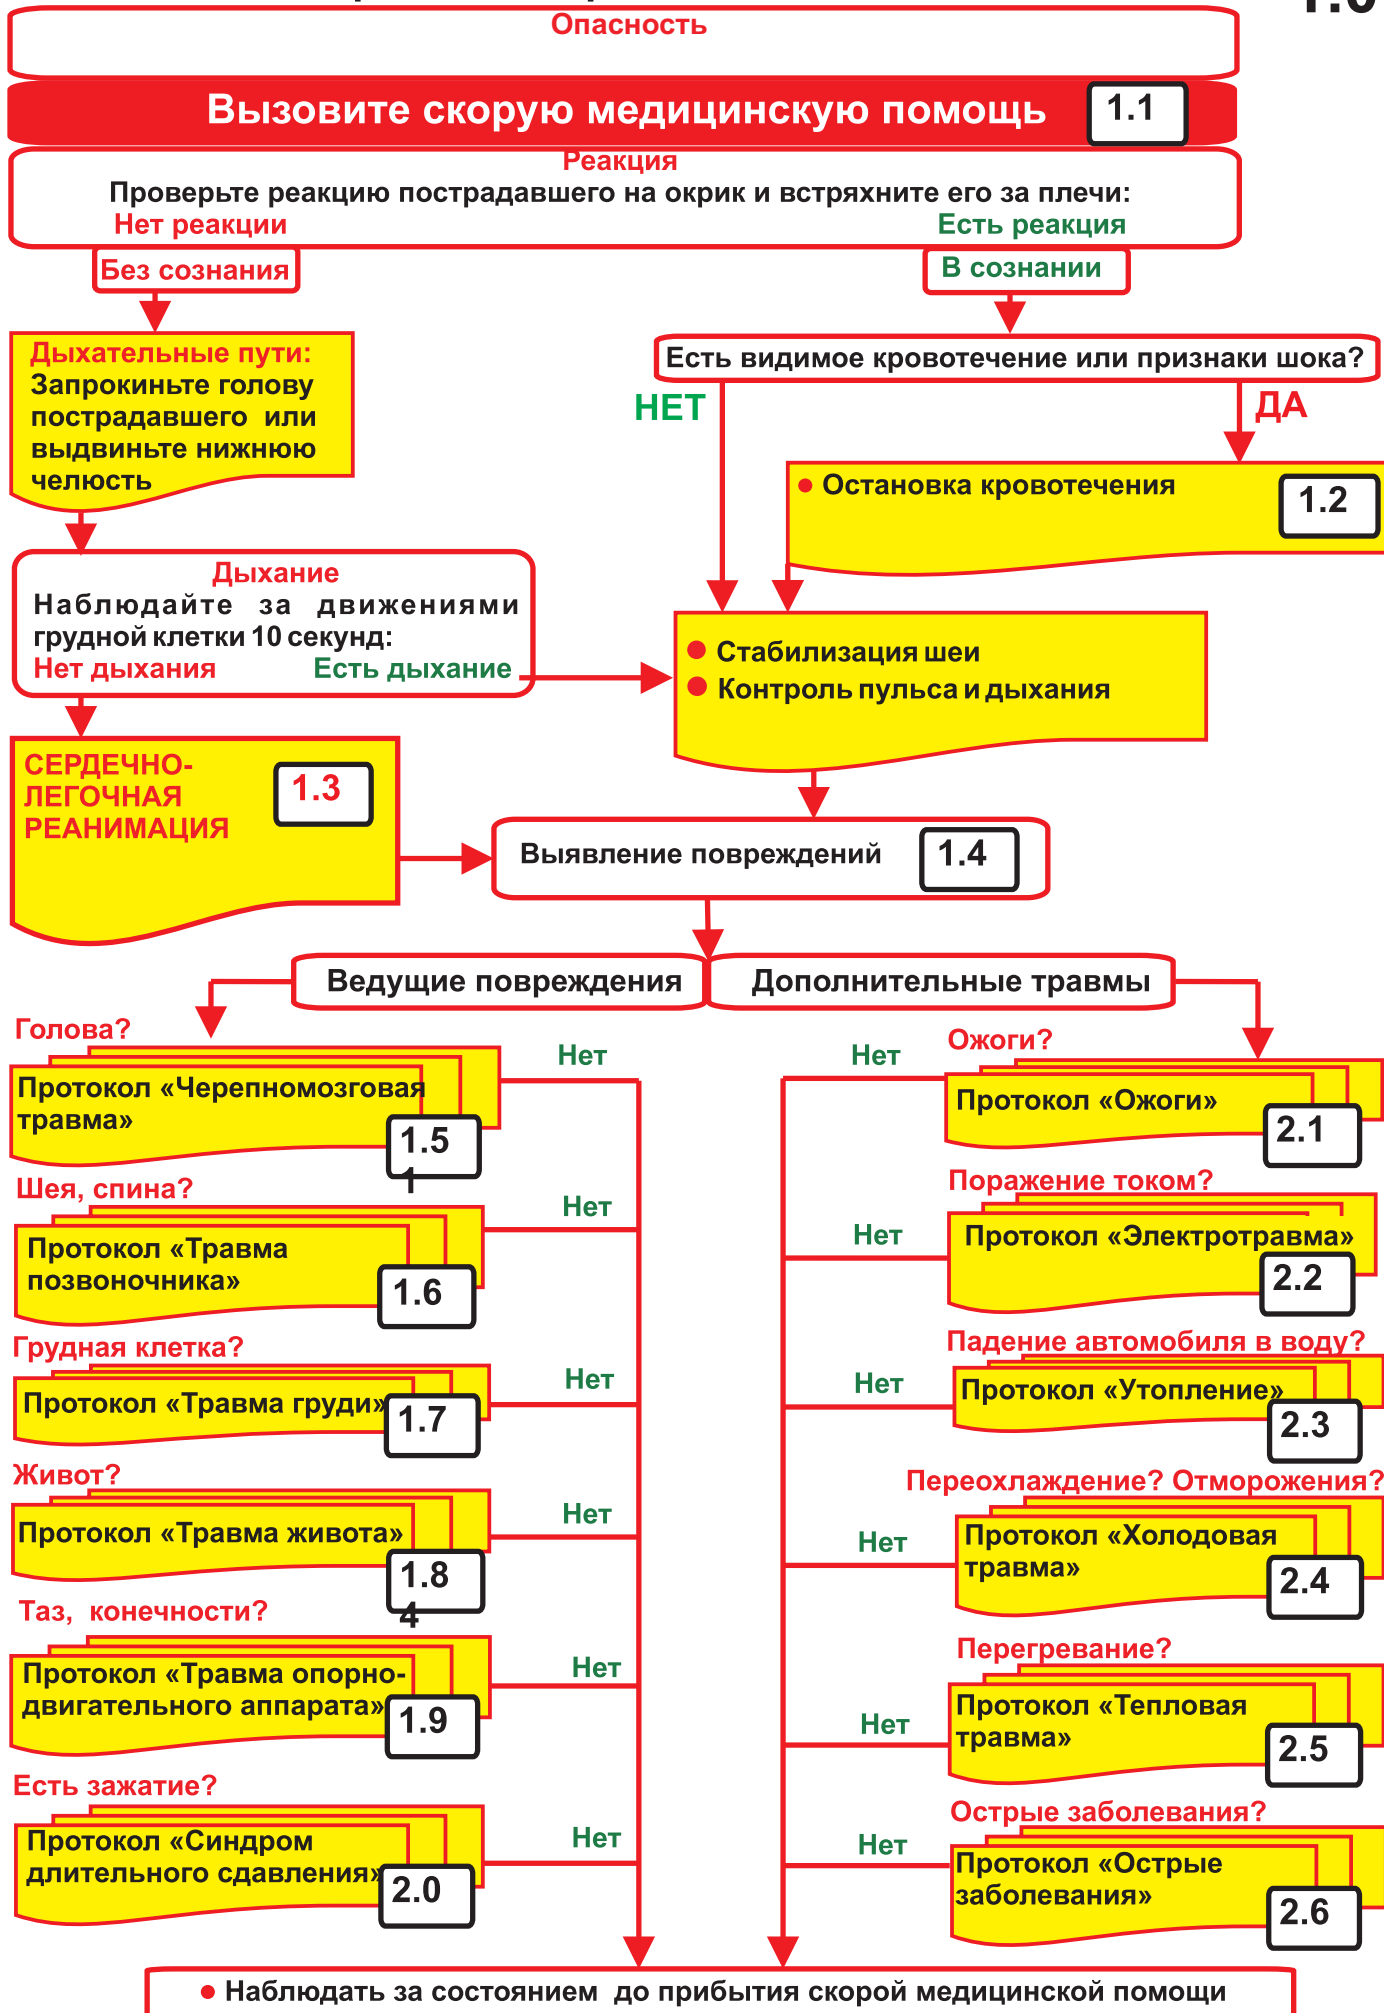 1.0
Опасность
Вызовите скорую медицинскую помощь 1.1
Реакция
Проверьте реакцию пострадавшего на окрик и встряхните его за плечи:
Нет реакции Есть реакция
Без сознания В сознании
Дыхательные пути:
Запрокиньте голову
пострадавшего или
выдвиньте нижнюю
челюсть
Есть видимое кровотечение или признаки шока?
НЕТ ДА
• Остановка кровотечения 1.2
Дыхание
Наблюдайте за движениями
грудной клетки 10 секунд:
Нет дыхания Есть дыхание
• Стабилизация шеи
• Контроль пульса и дыхания
СЕРДЕЧНО-
ЛЕГОЧНАЯ
РЕАНИМАЦИЯ
1.3
Выявление повреждений 1.4
Ведущие повреждения Дополнительные травмы
Голова?
Нет
Протокол «Черепномозговая
травма»
1.5
1
Шея, спина?
Нет
Протокол «Травма
позвоночника»
1.6
Грудная клетка?
Нет
Протокол «Травма груди»
1.7
Живот?
Нет
Протокол «Травма живота»
1.8
4
Таз, конечности?
Нет
Протокол «Травма опорно-
двигательного аппарата»
1.9
Есть зажатие?
Нет
Протокол «Синдром
длительного сдавления»
2.0
Ожоги?
Нет
Протокол «Ожоги»
2.1
Поражение током?
Нет
Протокол «Электротравма»
2.2
Падение автомобиля в воду?
Нет
Протокол «Утопление»
2.3
Переохлаждение? Отморожения?
Нет
Протокол «Холодовая
травма»
2.4
Перегревание?
Нет
Протокол «Тепловая
травма»
2.5
Острые заболевания?
Нет
Протокол «Острые
заболевания»
2.6
• Наблюдать за состоянием до прибытия скорой медицинской помощи